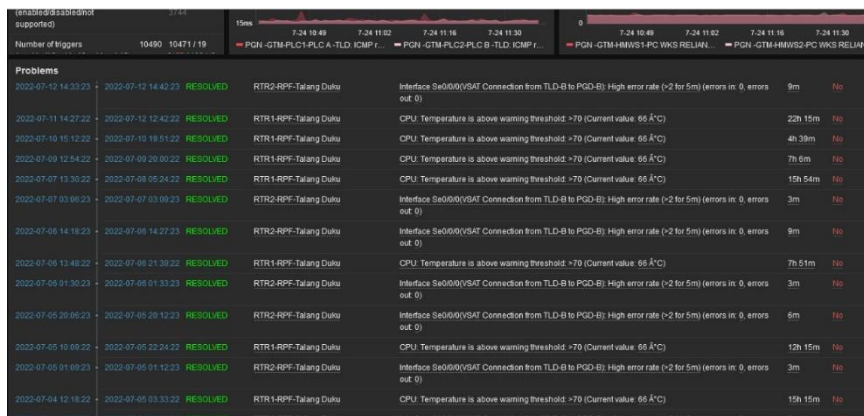 (enabled/disabled/not
supported)
3744
Number of triggers 10490 10471 / 19
15ms
7-24 10:49 7-24 11:02 7-24 11:16 7-24 11:30
PGN -GTM-PLC1-PLC A -TLD: ICMP r... PGN -GTM-PLC2-PLC B -TLD: ICMP r...
0
7-24 10:49 7-24 11:02 7-24 11:16 7-24 11:30
PGN -GTM-HMWS1-PC WKS RELIAN... PGN -GTM-HMWS2-PC WKS RELIAN
Problems
2022-07-12 14:33:23 • 2022-07-12 14:42:23 RESOLVED RTR2-RPF-Talang Duku Interface Se0/0/0(VSAT Connection from TLD-B to PGD-B): High error rate (>2 for 5m) (errors in: 0, errors 9m No
out: 0)
2022-07-11 14:27:22 • 2022-07-12 12:42:22 RESOLVED RTR1-RPF-Talang Duku CPU: Temperature is above warning threshold: >70 (Current value: 66 Â°C) 22h 15m No
2022-07-10 15:12:22 • 2022-07-10 19:51:22 RESOLVED RTR1-RPF-Talang Duku CPU: Temperature is above warning threshold: >70 (Current value: 66 Â°C) 4h 39m No
2022-07-09 12:54:22 • 2022-07-09 20:00:22 RESOLVED RTR1-RPF-Talang Duku CPU: Temperature is above warning threshold: >70 (Current value: 66 Â°C) 7h 6m No
2022-07-07 13:30:22 • 2022-07-08 05:24:22 RESOLVED RTR1-RPF-Talang Duku CPU: Temperature is above warning threshold: >70 (Current value: 66 Â°C) 15h 54m No
2022-07-07 03:06:23 • 2022-07-07 03:09:23 RESOLVED RTR2-RPF-Talang Duku Interface Se0/0/0(VSAT Connection from TLD-B to PGD-B): High error rate (>2 for 5m) (errors in: 0, errors 3m No
out: 0)
2022-07-06 14:18:23 • 2022-07-06 14:27:23 RESOLVED RTR2-RPF-Talang Duku Interface Se0/0/0(VSAT Connection from TLD-B to PGD-B): High error rate (>2 for 5m) (errors in: 0, errors 9m No
out: 0)
2022-07-06 13:48:22 • 2022-07-06 21:39:22 RESOLVED RTR1-RPF-Talang Duku CPU: Temperature is above warning threshold: >70 (Current value: 66 Â°C) 7h 51m No
2022-07-06 01:30:23 • 2022-07-06 01:33:23 RESOLVED RTR2-RPF-Talang Duku Interface Se0/0/0(VSAT Connection from TLD-B to PGD-B): High error rate (>2 for 5m) (errors in: 0, errors 3m No
out: 0)
2022-07-05 20:06:23 • 2022-07-05 20:12:23 RESOLVED RTR2-RPF-Talang Duku Interface Se0/0/0(VSAT Connection from TLD-B to PGD-B): High error rate (>2 for 5m) (errors in: 0, errors 6m No
out: 0)
2022-07-05 10:09:22 • 2022-07-05 22:24:22 RESOLVED RTR1-RPF-Talang Duku CPU: Temperature is above warning threshold: >70 (Current value: 66 Â°C) 12h 15m No
2022-07-05 01:09:23 • 2022-07-05 01:12:23 RESOLVED RTR2-RPF-Talang Duku Interface Se0/0/0(VSAT Connection from TLD-B to PGD-B): High error rate (>2 for 5m) (errors in: 0, errors 3m No
out: 0)
2022-07-04 12:18:22 • 2022-07-05 03:33:22 RESOLVED RTR1-RPF-Talang Duku CPU: Temperature is above warning threshold: >70 (Current value: 66 Â°C) 15h 15m No